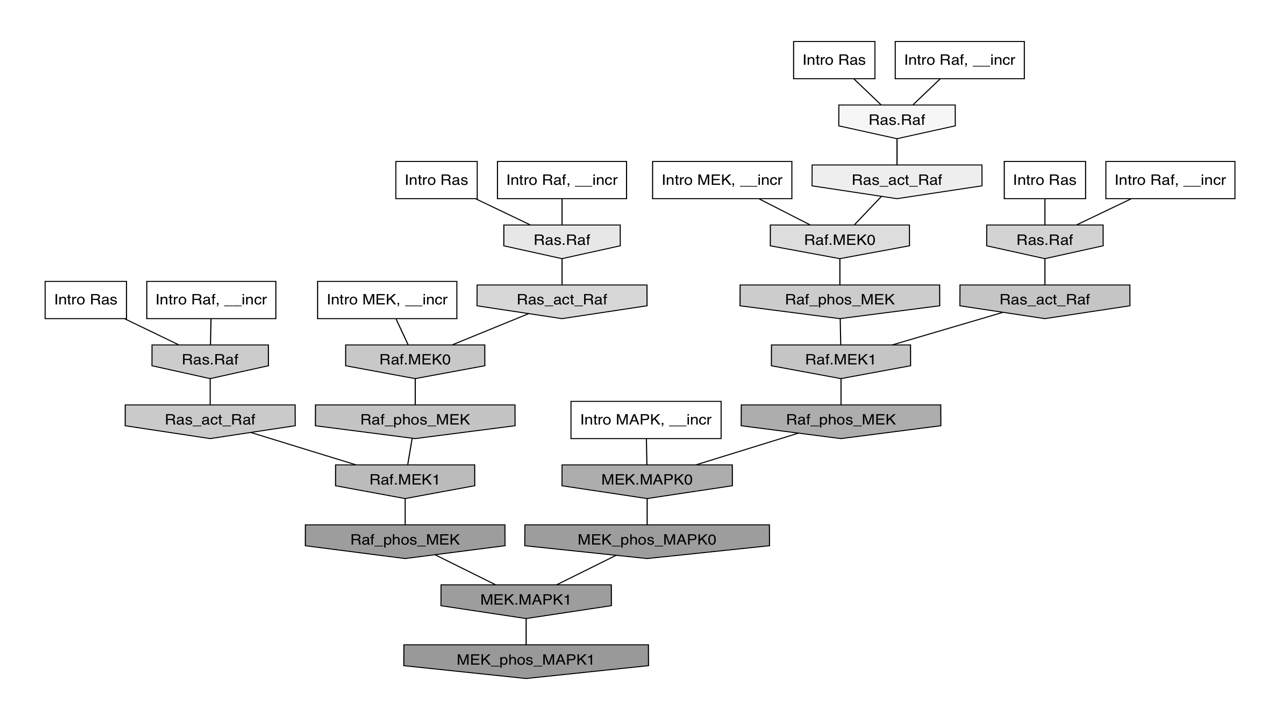 Intro Ras
Intro Raf, __incr
Ras.Raf
Intro Ras
Intro Raf, __incr
Intro MEK, __incr
Ras_act_Raf
Intro Ras
Intro Raf, __incr
Ras.Raf
Raf.MEK0
Ras.Raf
Intro Ras
Intro Raf, __incr
Intro MEK, __incr
Ras_act_Raf
Raf_phos_MEK
Ras_act_Raf
Ras.Raf
Raf.MEK0
Raf.MEK1
Ras_act_Raf
Raf_phos_MEK
Intro MAPK, __incr
Raf_phos_MEK
Raf.MEK1
MEK.MAPK0
Raf_phos_MEK
MEK_phos_MAPK0
MEK.MAPK1
MEK_phos_MAPK1